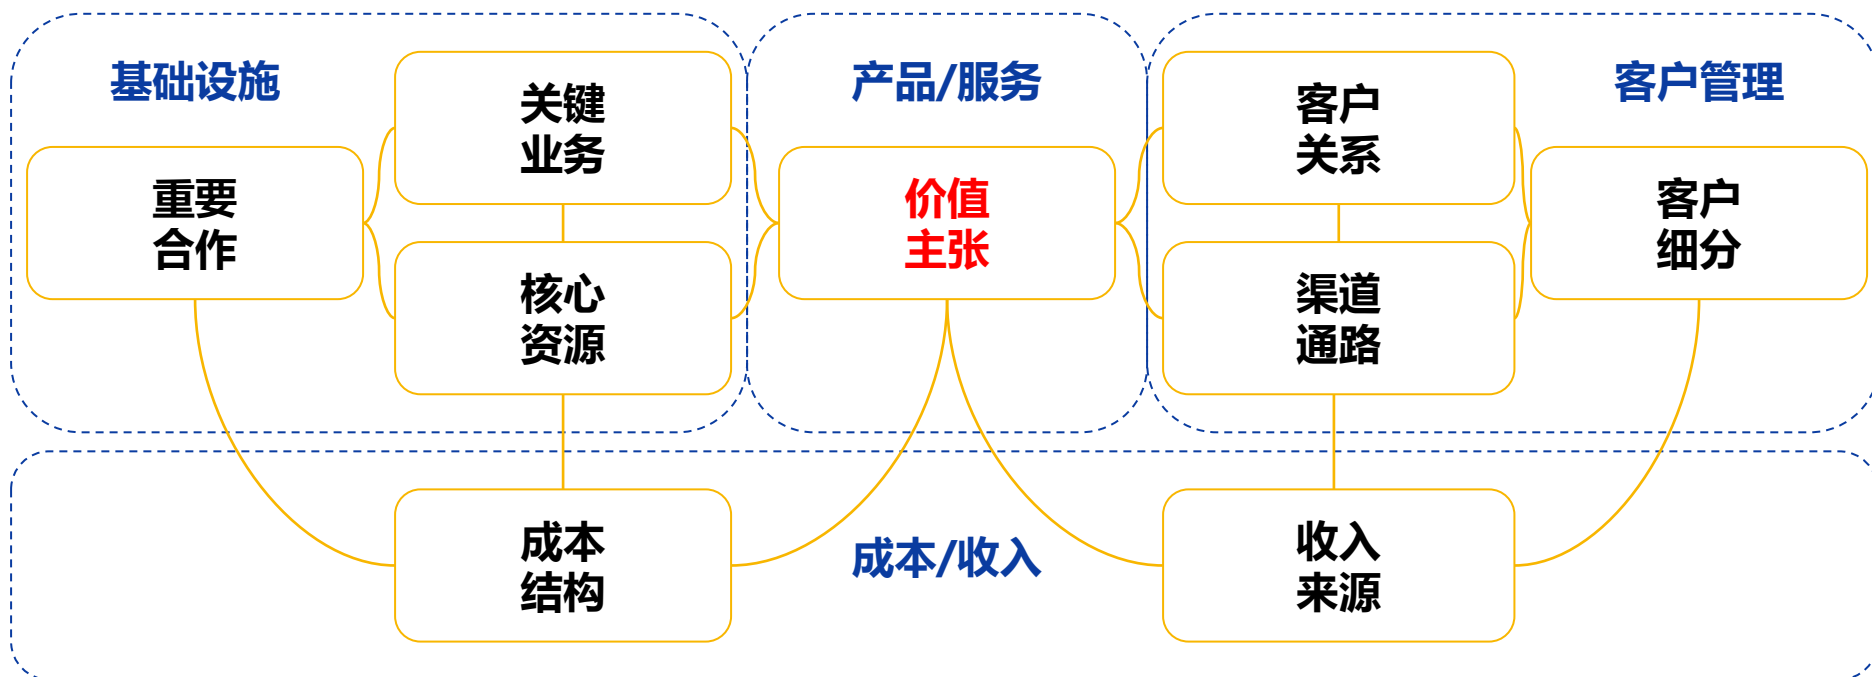 基础设施
关键
业务
重要
合作
核心
资源
产品/服务
价值
主张
客户
关系
渠道
通路
客户管理
客户
细分
成本
结构
成本/收入
收入
来源